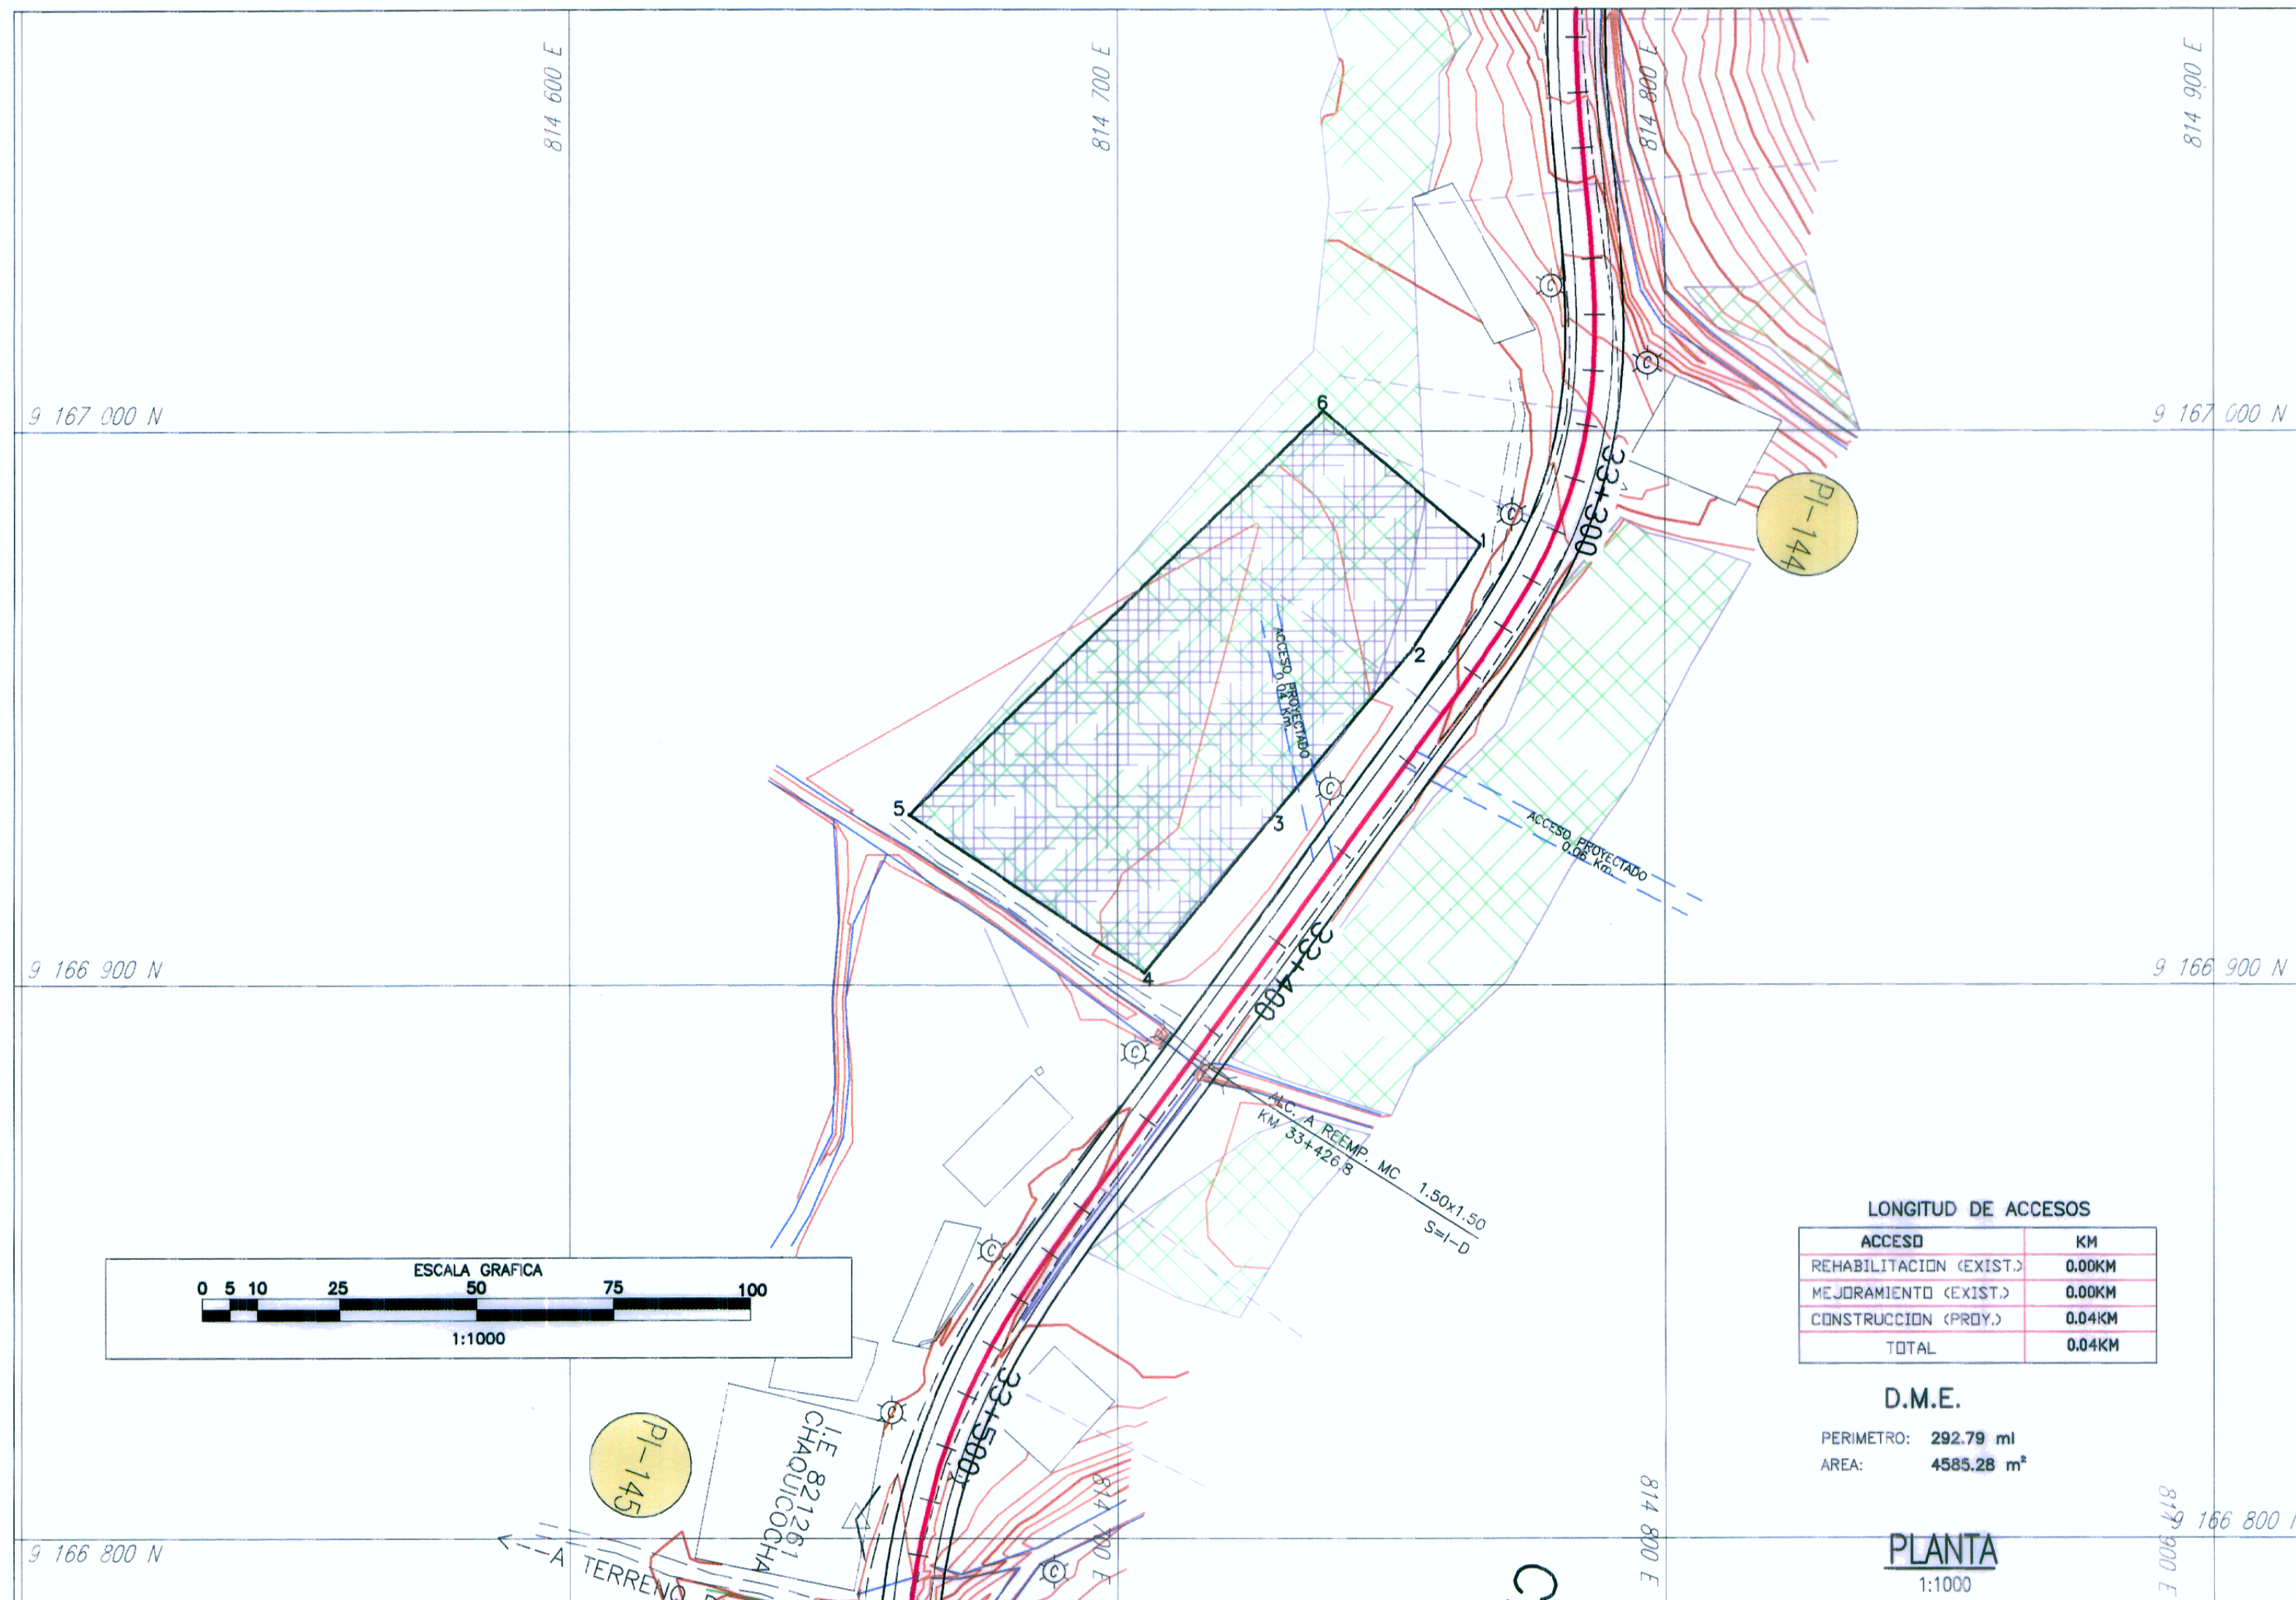 814 600 E
814 700 E
814 800 E
814 900 E
9 167 000 N
9 167 000 N
6
1
2
3
4
5
C
C
C
C
C
C
C
C
33+300
PI-144
ACCESO PROYECTADO
0.04 Km.
ACCESO PROYECTADO
0.06 Km.
33+400
9 166 900 N
9 166 900 N
ALC. A REEMP. MC 1.50x1.50
KM 33+426.8
S=I-D
LONGITUD DE ACCESOS
ACCESO KM
REHABILITACION (EXIST.) 0.00KM
MEJORAMIENTO (EXIST.) 0.00KM
CONSTRUCCION (PROY.) 0.04KM
TOTAL 0.04KM
ESCALA GRAFICA
0 5 10 25 50 75 100
1:1000
D.M.E.
PERIMETRO: 292.79 ml
AREA: 4585.28 m²
33+500
PI-145
I.E 821261
CHAQUICOCHA
A TERRENO
814 700 E
814 800 E
814 900 E
9 166 800 N
9 166 800 N
PLANTA
1:1000